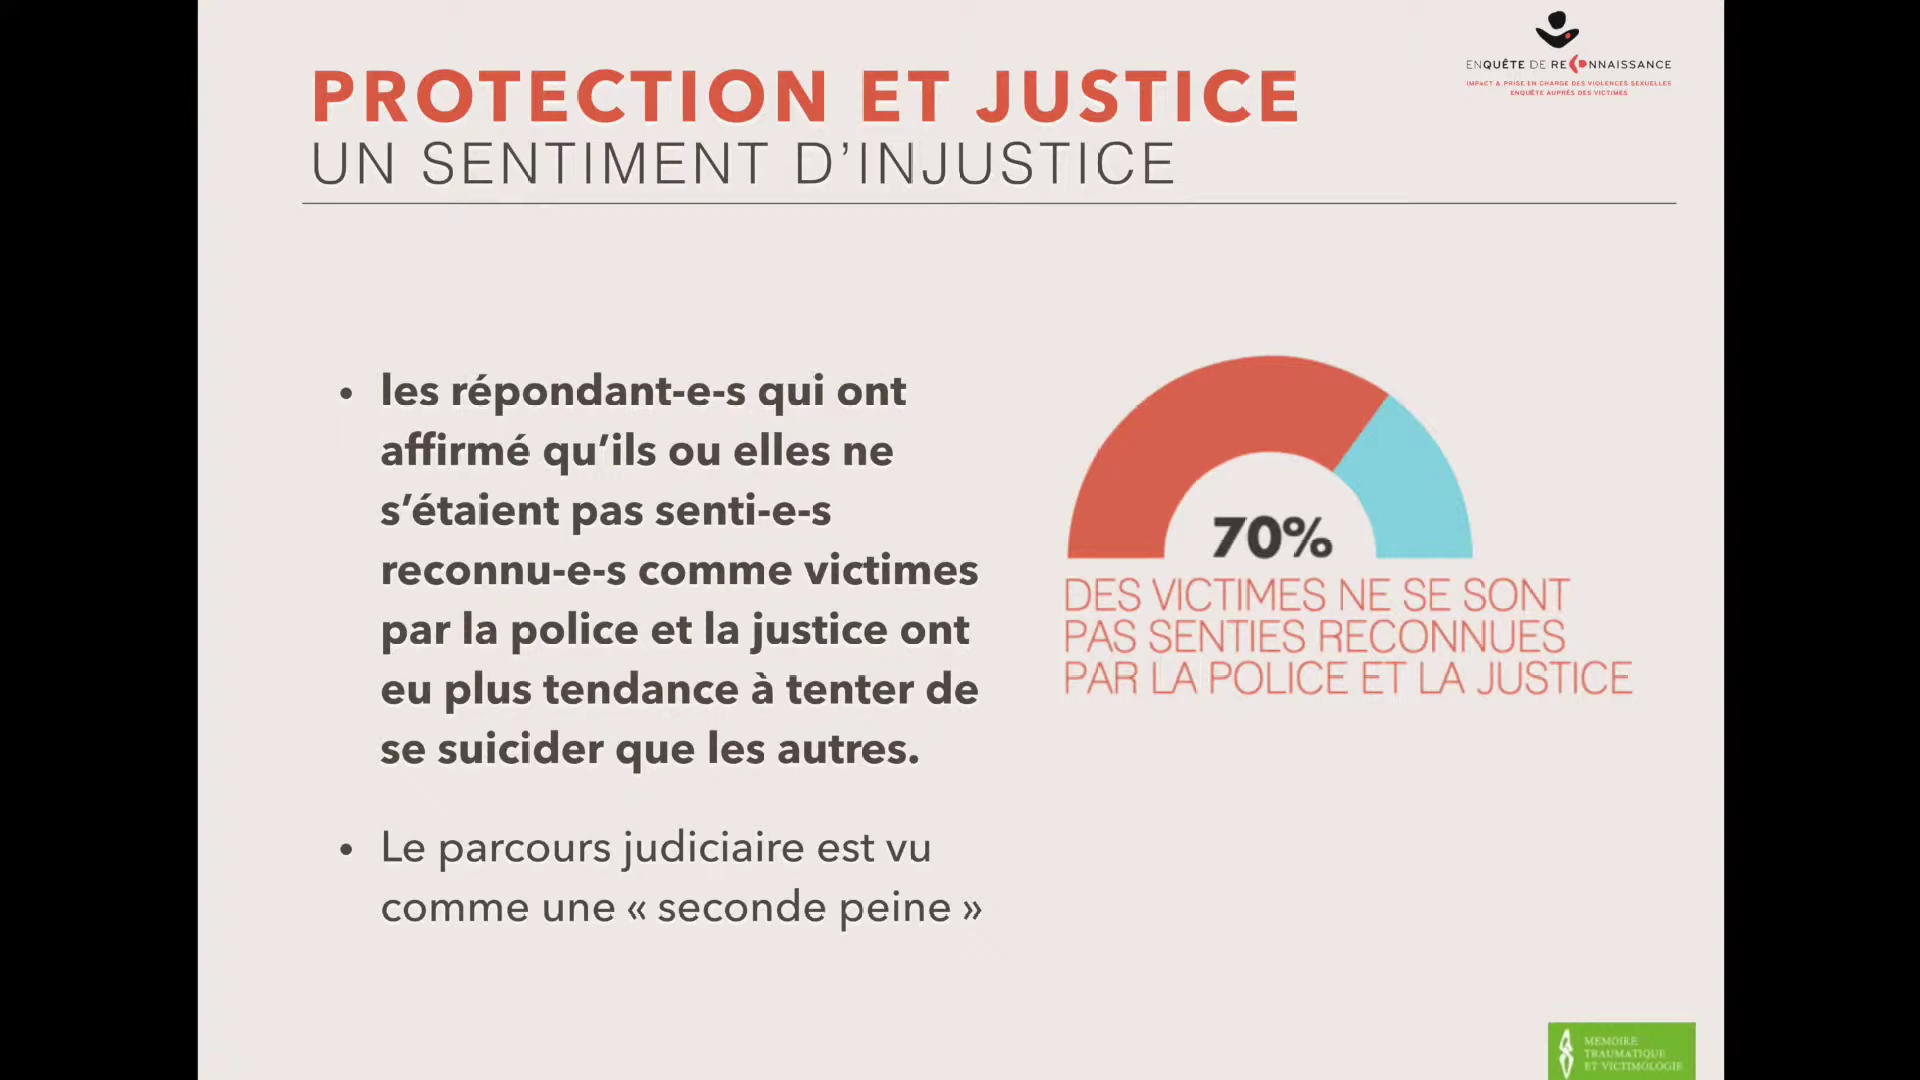 PROTECTION ET JUSTICE
UN SENTIMENT D’INJUSTICE
ENQUÊTE DE RECONNAISSANCE
IMPACT & PRISE EN CHARGE DES VIOLENCES SEXUELLES
ENQUÊTE AUPRÈS DES VICTIMES
• les répondant-e-s qui ont
affirmé qu’ils ou elles ne
s’étaient pas senti-e-s
reconnu-e-s comme victimes
par la police et la justice ont
eu plus tendance à tenter de
se suicider que les autres.
• Le parcours judiciaire est vu
comme une « seconde peine »
70%
DES VICTIMES NE SE SONT
PAS SENTIES RECONNUES
PAR LA POLICE ET LA JUSTICE
MEMOIRE
TRAUMATIQUE
ET VICTIMOLOGIE